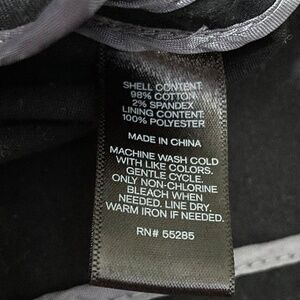 SHELL CONTENT
98% COTTON
2% SPANDEX
LINING CONTENT:
100% POLYESTER
MADE IN CHINA
MACHINE WASH COLD
WITH LIKE COLORS.
GENTLE CYCLE.
ONLY NON-CHLORINE
BLEACH WHEN
NEEDED. LINE DRY.
WARM IRON IF NEEDED.
RN# 55285